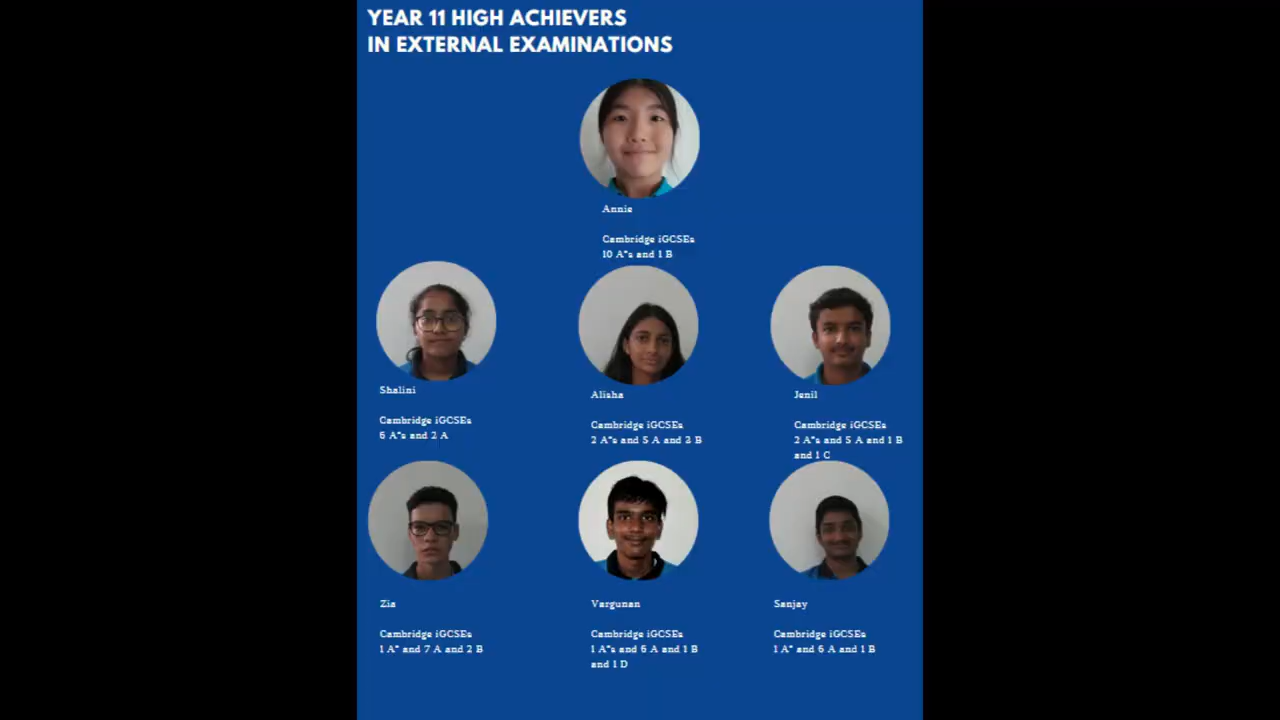 YEAR 11 HIGH ACHIEVERS
IN EXTERNAL EXAMINATIONS
Annie
Cambridge iGCSEs
10 A*s and 1 B
Shalini
Cambridge iGCSEs
6 A*s and 2 A
Alisha
Cambridge iGCSEs
2 A*s and 5 A and 3 B
Jenil
Cambridge iGCSEs
2 A*s and 5 A and 1 B
and 1 C
Zia
Cambridge iGCSEs
1 A* and 7 A and 2 B
Vargunan
Cambridge iGCSEs
1 A*s and 6 A and 1 B
and 1 D
Sanjay
Cambridge iGCSEs
1 A* and 6 A and 1 B